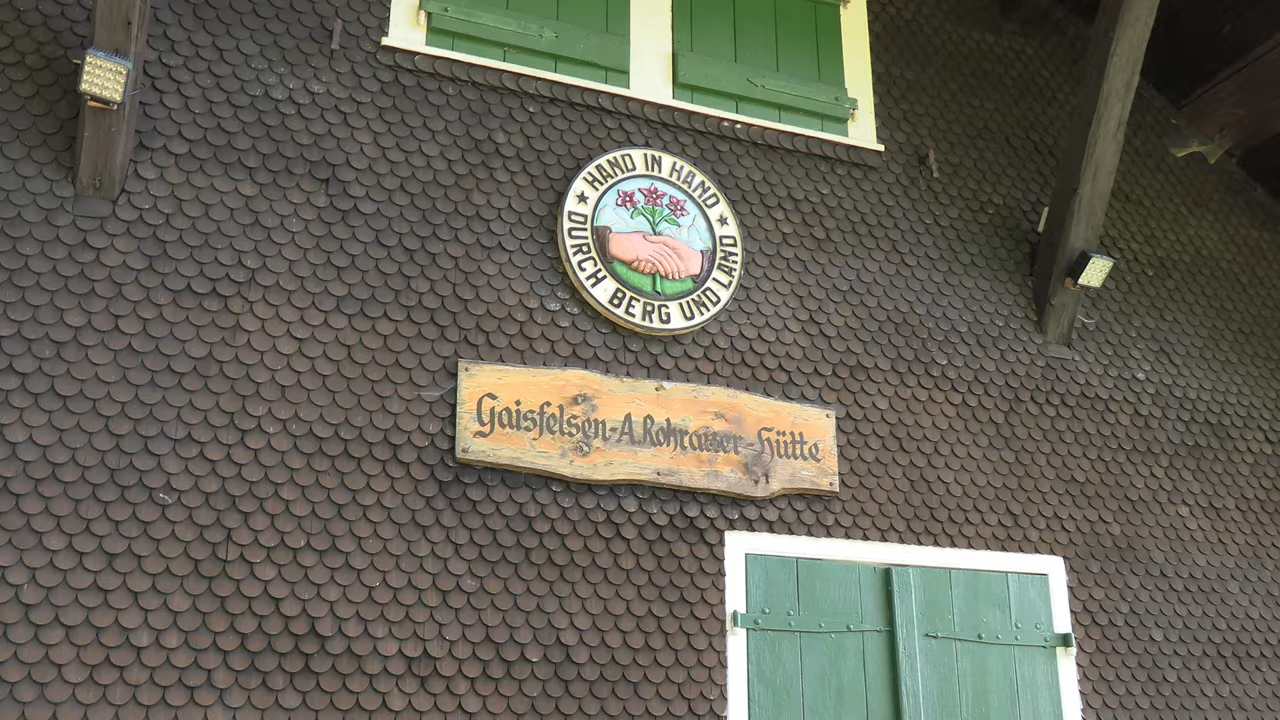 HAND IN HAND
DURCH BERG UND LAND
Gaisfelsen-A.Rohrauer-Hütte